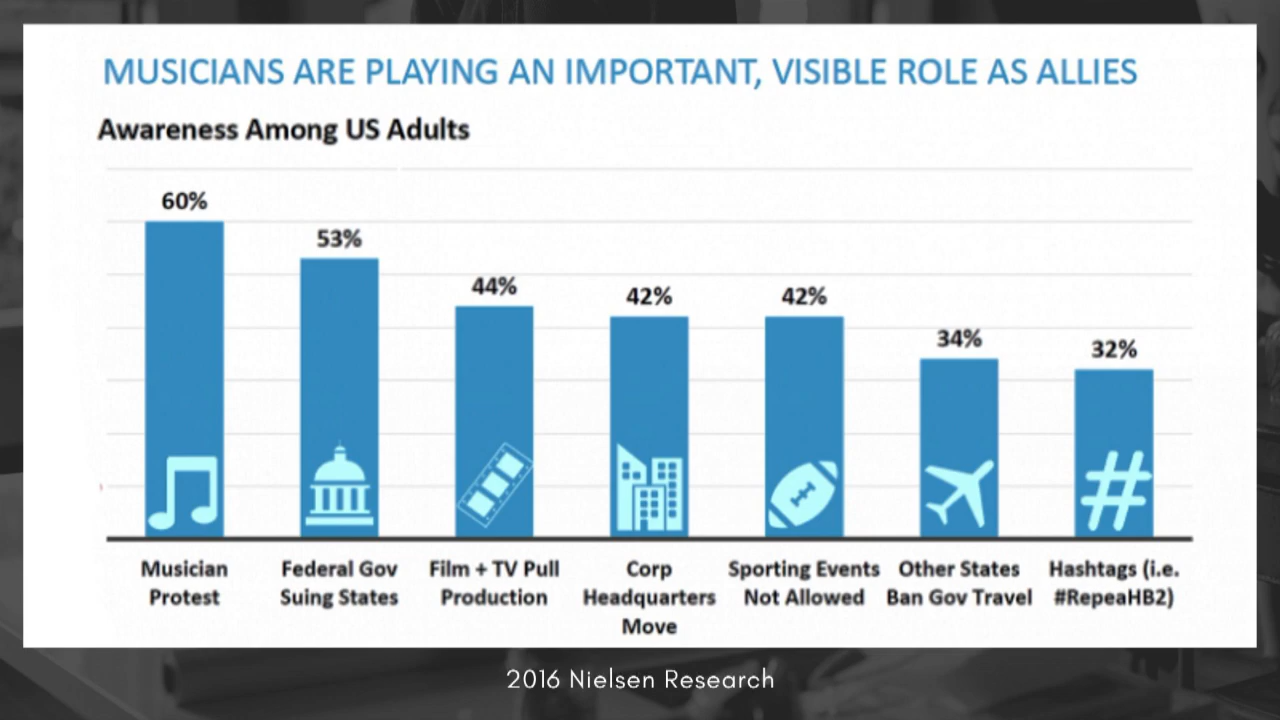 MUSICIANS ARE PLAYING AN IMPORTANT, VISIBLE ROLE AS ALLIES
Awareness Among US Adults
60%
53%
44%
42%
42%
34%
32%
Musician
Protest
Federal Gov
Suing States
Film + TV Pull
Production
Corp
Headquarters
Move
Sporting Events
Not Allowed
Other States
Ban Gov Travel
Hashtags (i.e.
#RepeaHB2)
2016 Nielsen Research